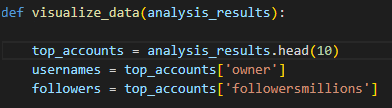 def visualize_data(analysis_results):
    top_accounts = analysis_results.head(10)
    usernames = top_accounts['owner']
    followers = top_accounts['followersmillions']